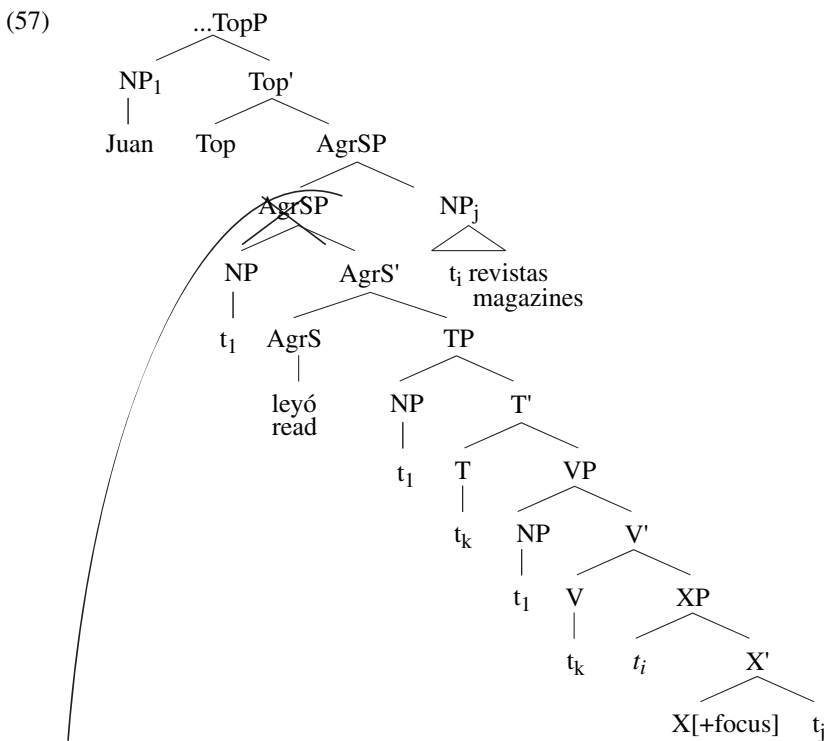 (57) ...TopP
NP1 Top'
Juan Top AgrSP
AgrSP NPj
NP AgrS' ti revistas
magazines
t1 AgrS TP
leyó NP T'
read
t1 T VP
tk NP V'
t1 V XP
tk ti X'
X[+focus] tj